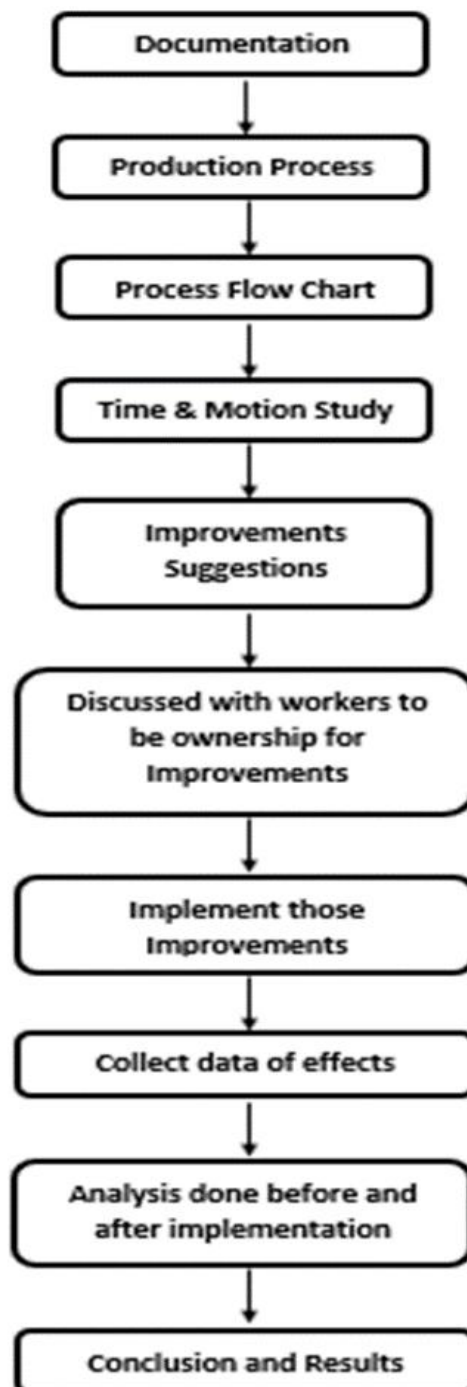 Documentation
Production Process
Process Flow Chart
Time & Motion Study
Improvements
Suggestions
Discussed with workers to
be ownership for
Improvements
Implement those
Improvements
Collect data of effects
Analysis done before and
after implementation
Conclusion and Results